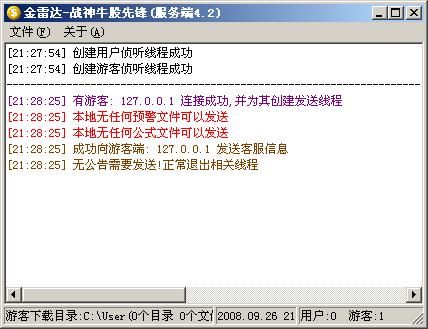 金雷达-战神牛股先锋(服务端4.2)
文件(F) 关于(A)
[21:27:54] 创建用户侦听线程成功
[21:27:54] 创建游客侦听线程成功
[21:28:25] 有游客: 127.0.0.1 连接成功,并为其创建发送线程
[21:28:25] 本地无任何预警文件可以发送
[21:28:25] 本地无任何公式文件可以发送
[21:28:25] 成功向游客端: 127.0.0.1 发送客服信息
[21:28:25] 无公告需要发送!正常退出相关线程
游客下载目录:C:\User(0个目录 0个文 2008.09.26 21 用户:0 游客:1